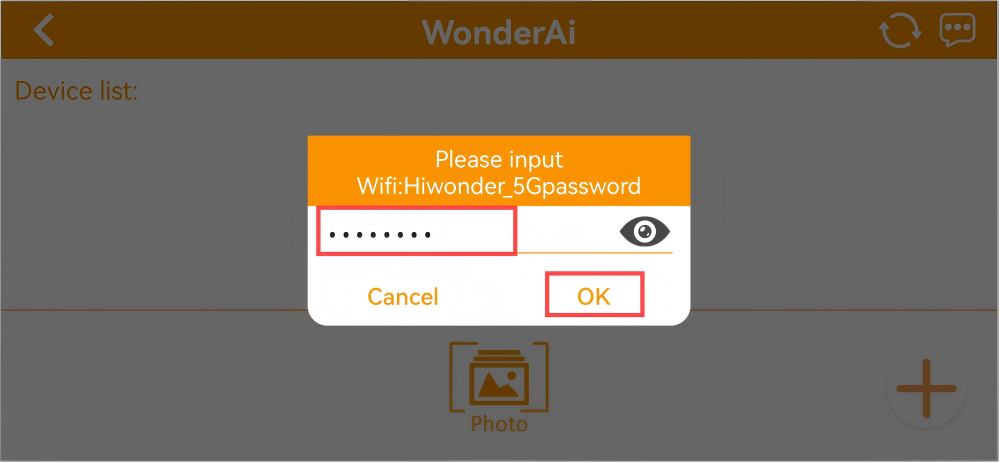 WonderAi
Device list:
Please input
Wifi:Hiwonder_5Gpassword
Cancel
OK
Photo